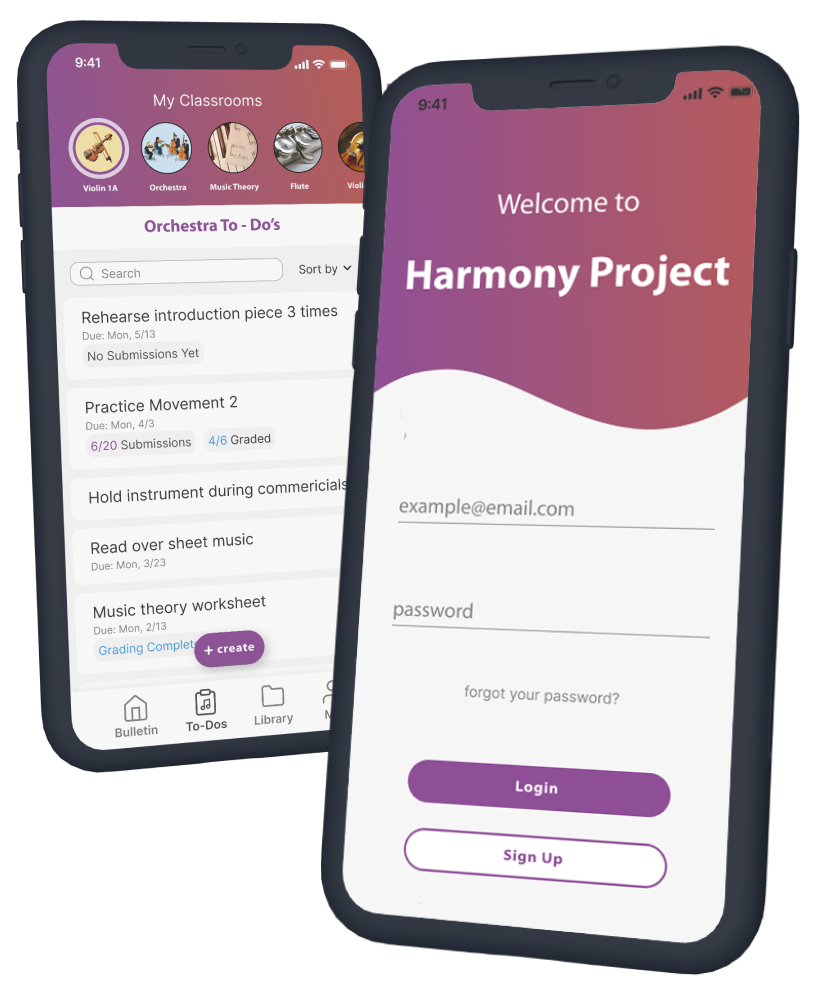 9:41
My Classrooms
Violin 1A
Orchestra
Music Theory
Flute
Orchestra To - Do's
Search
Sort by
Rehearse introduction piece 3 times
Due: Mon, 5/13
No Submissions Yet
Practice Movement 2
Due: Mon, 4/3
6/20 Submissions
4/6 Graded
Hold instrument during commericials
Read over sheet music
Due: Mon, 3/23
Music theory worksheet
Due: Mon, 2/13
Grading Complet
+ create
Bulletin
To-Dos
Library
9:41
Welcome to
Harmony Project
example@email.com
password
forgot your password?
Login
Sign Up